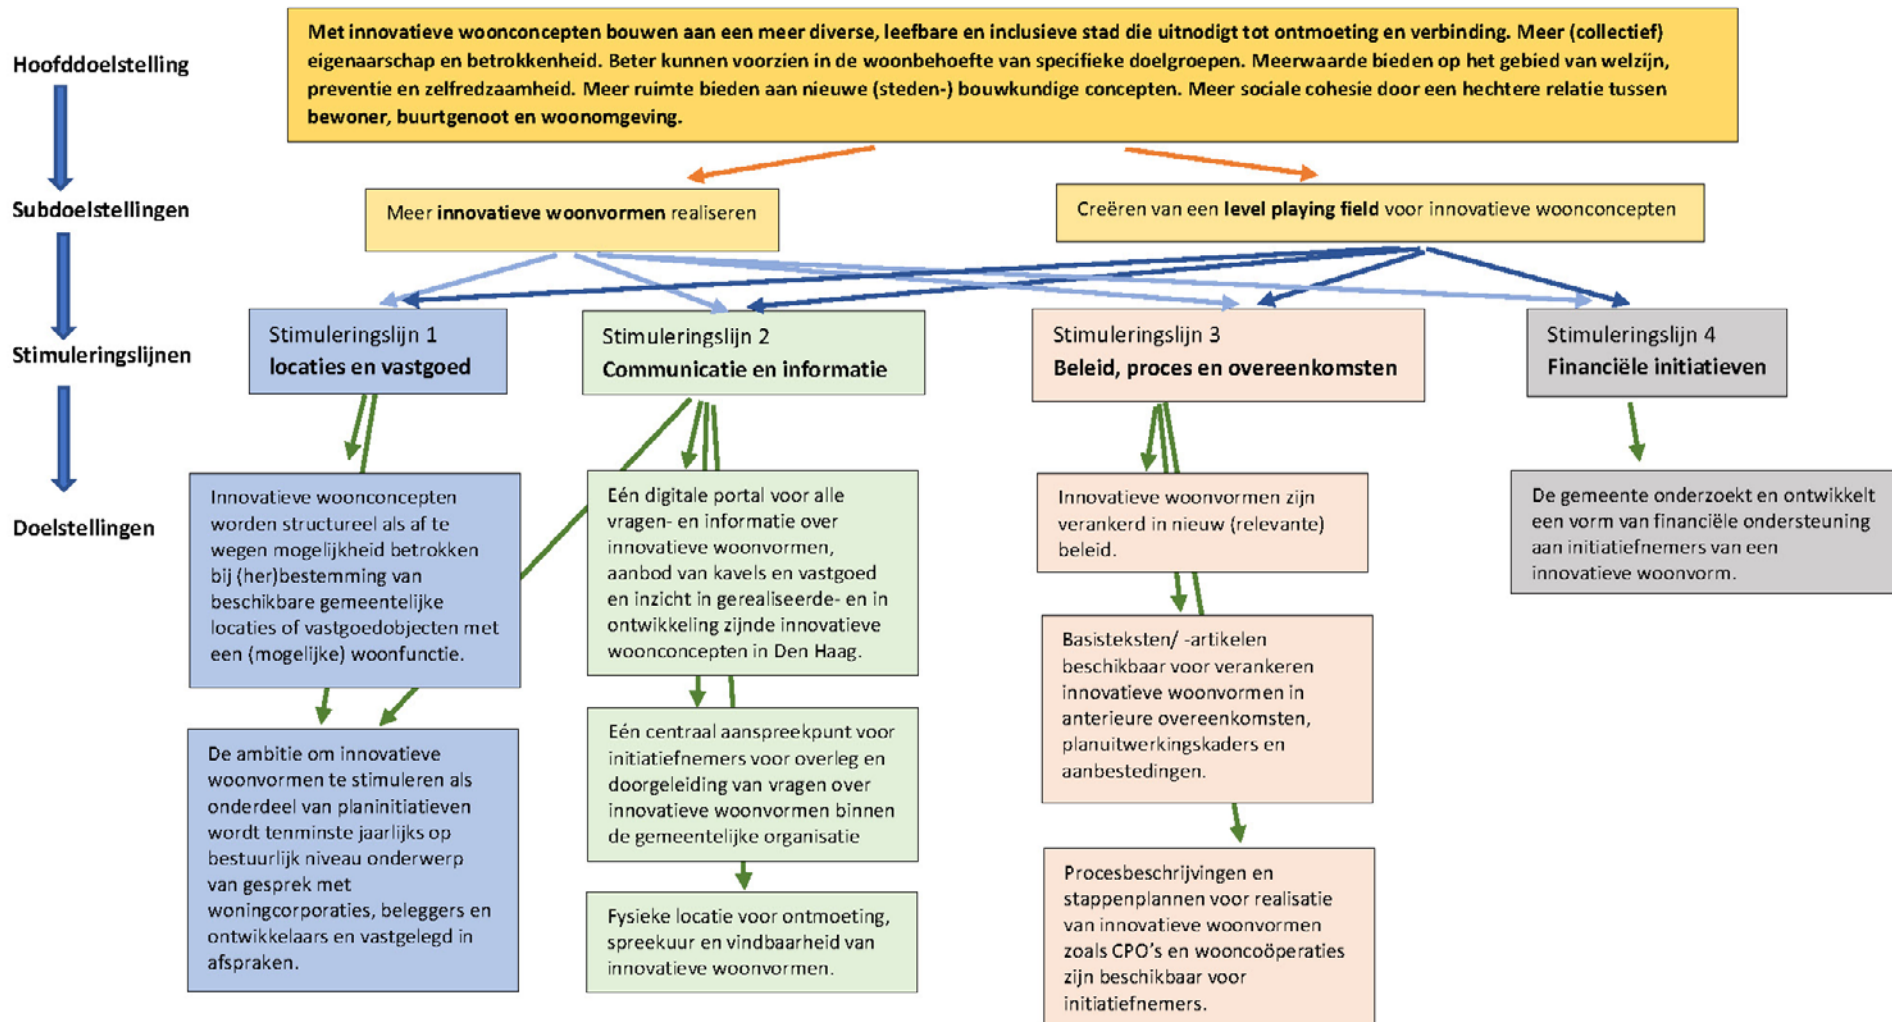 Met innovatieve woonconcepten bouwen aan een meer diverse, leefbare en inclusieve stad die uitnodigt tot ontmoeting en verbinding. Meer (collectief)
eigenaarschap en betrokkenheid. Beter kunnen voorzien in de woonbehoefte van specifieke doelgroepen. Meerwaarde bieden op het gebied van welzijn,
preventie en zelfredzaamheid. Meer ruimte bieden aan nieuwe (steden-) bouwkundige concepten. Meer sociale cohesie door een hechtere relatie tussen
bewoner, buurtgenoot en woonomgeving.
Hoofddoelstelling
Subdoelstellingen
Meer innovatieve woonvormen realiseren
Creëren van een level playing field voor innovatieve woonconcepten
Stimuleringslijnen
Stimuleringslijn 1
locaties en vastgoed
Stimuleringslijn 2
Communicatie en informatie
Stimuleringslijn 3
Beleid, proces en overeenkomsten
Stimuleringslijn 4
Financiële initiatieven
Doelstellingen
Innovatieve woonconcepten
worden structureel als af te
wegen mogelijkheid betrokken
bij (her)bestemming van
beschikbare gemeentelijke
locaties of vastgoedobjecten met
een (mogelijke) woonfunctie.
De ambitie om innovatieve
woonvormen te stimuleren als
onderdeel van planinitiatieven
wordt tenminste jaarlijks op
bestuurlijk niveau onderwerp
van gesprek met
woningcorporaties, beleggers en
ontwikkelaars en vastgelegd in
afspraken.
Eén digitale portal voor alle
vragen- en informatie over
innovatieve woonvormen,
aanbod van kavels en vastgoed
en inzicht in gerealiseerde- en in
ontwikkeling zijnde innovatieve
woonconcepten in Den Haag.
Eén centraal aanspreekpunt voor
initiatiefnemers voor overleg en
doorgeleiding van vragen over
innovatieve woonvormen binnen
de gemeentelijke organisatie
Fysieke locatie voor ontmoeting,
spreekuur en vindbaarheid van
innovatieve woonvormen.
Innovatieve woonvormen zijn
verankerd in nieuw (relevante)
beleid.
Basisteksten/ -artikelen
beschikbaar voor verankeren
innovatieve woonvormen in
anterieure overeenkomsten,
planuitwerkingskaders en
aanbestedingen.
Procesbeschrijvingen en
stappenplannen voor realisatie
van innovatieve woonvormen
zoals CPO's en wooncoöperaties
zijn beschikbaar voor
initiatiefnemers.
De gemeente onderzoekt en ontwikkelt
een vorm van financiële ondersteuning
aan initiatiefnemers van een
innovatieve woonvorm.